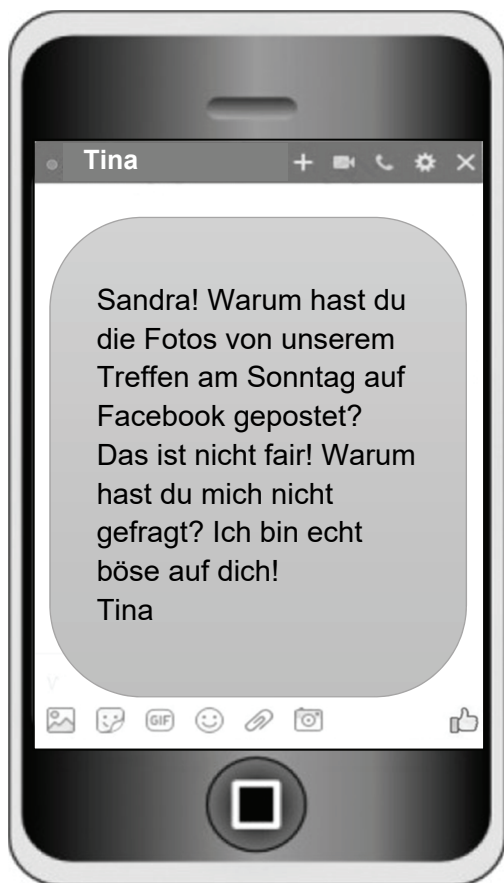 Tina
Sandra! Warum hast du
die Fotos von unserem
Treffen am Sonntag auf
Facebook gepostet?
Das ist nicht fair! Warum
hast du mich nicht
gefragt? Ich bin echt
böse auf dich!
Tina
GIF